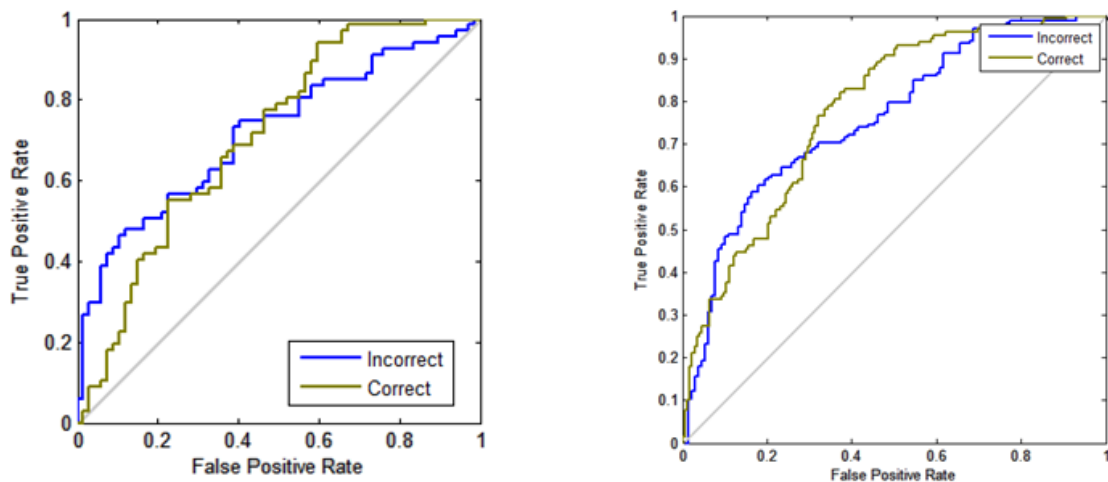 1
0.8
0.6
0.4
0.2
0
0 0.2 0.4 0.6 0.8 1
True Positive Rate
False Positive Rate
Incorrect
Correct
1
0.9
0.8
0.7
0.6
0.5
0.4
0.3
0.2
0.1
0
0 0.2 0.4 0.6 0.8 1
True Positive Rate
False Positive Rate
Incorrect
Correct